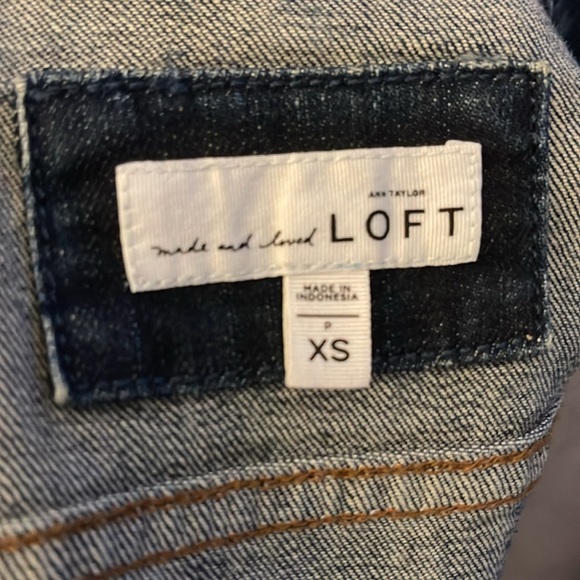 ANN TAYLOR
made and loved LOFT
MADE IN
INDONESIA
P
XS